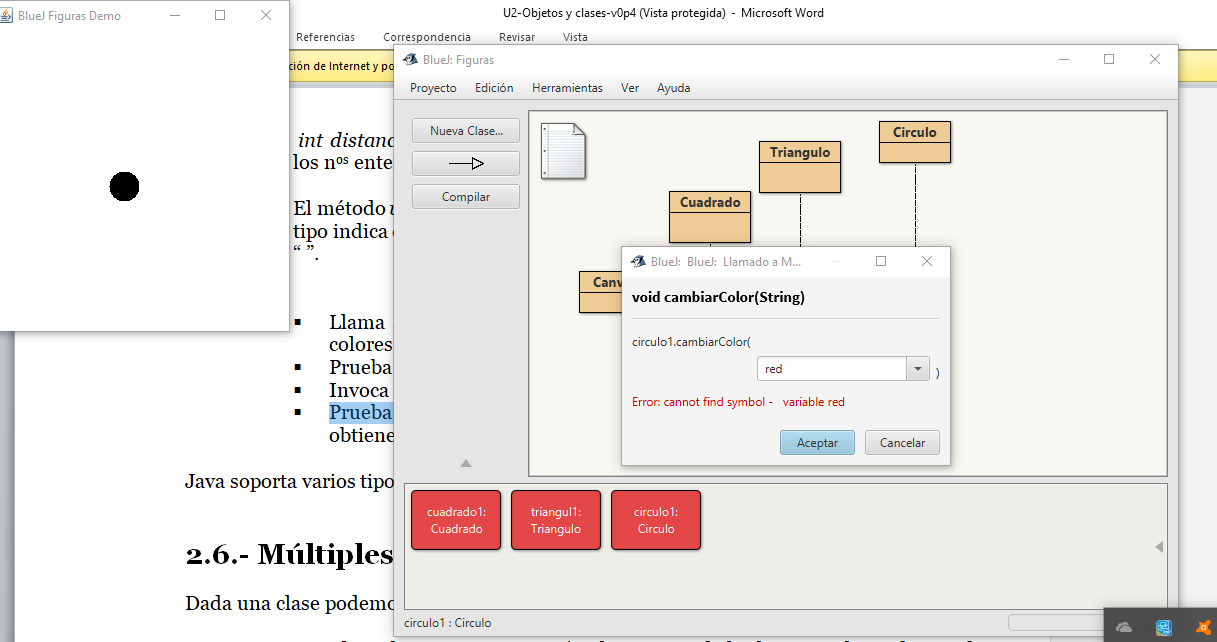 BlueJ Figuras Demo
U2-Objetos y clases-v0p4 (Vista protegida) - Microsoft Word
Referencias Correspondencia Revisar Vista
ción de Internet y po
int distanc
los nºs ente
El método
tipo indica
“ ”.
Llama
colores
Prueba
Invoca
Prueba
obtiene
Java soporta varios tipo
2.6.- Múltiples
Dada una clase podemo
BlueJ: Figuras
Proyecto Edición Herramientas Ver Ayuda
Nueva Clase...
Compilar
Circulo
Triangulo
Cuadrado
Canv
BlueJ: BlueJ: Llamado a M...
void cambiarColor(String)
circulo1.cambiarColor(
red
)
Error: cannot find symbol - variable red
Aceptar Cancelar
cuadrado1:
Cuadrado
triangul1:
Triangulo
circulo1:
Circulo
circulo1 : Circulo